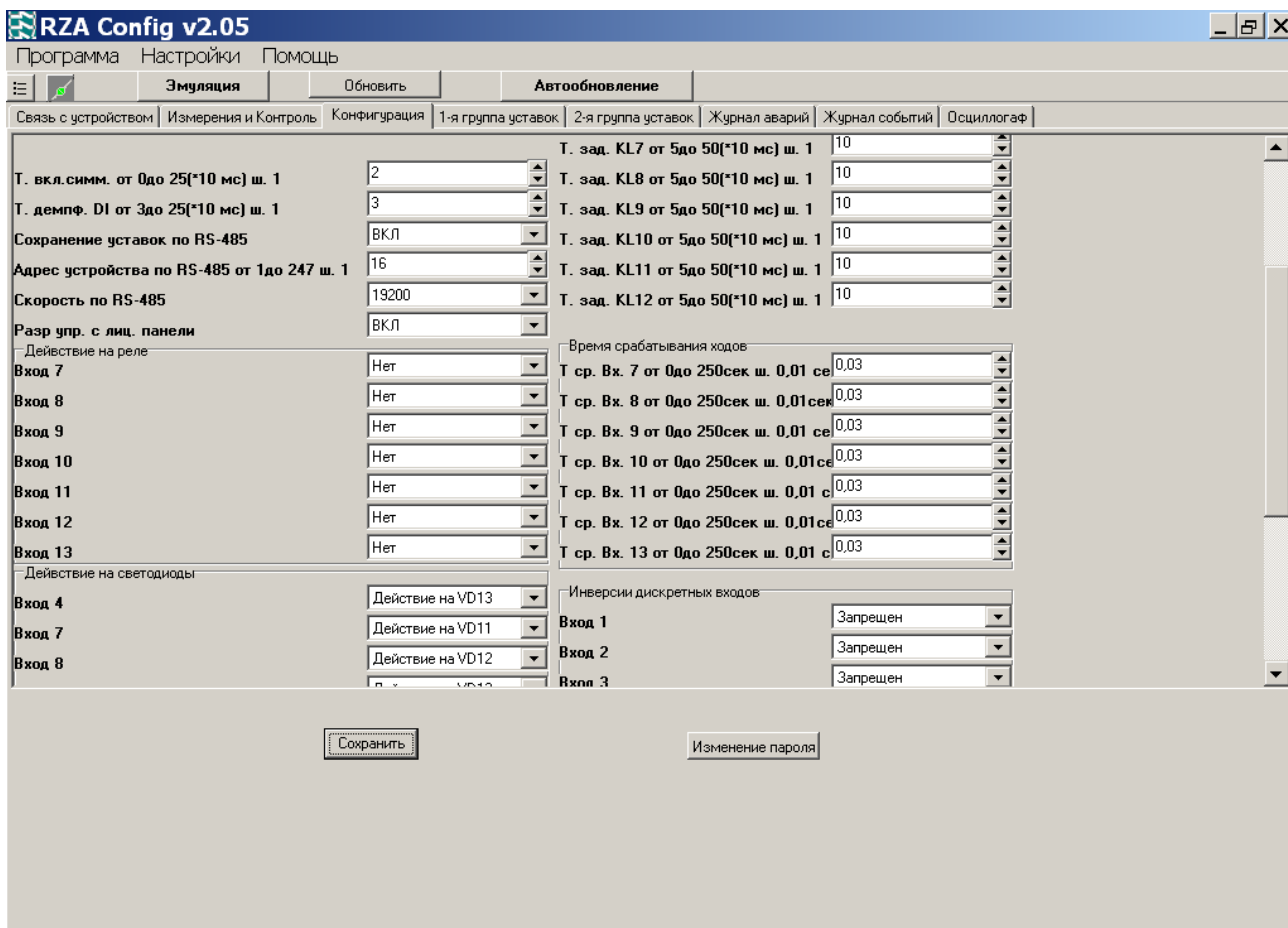 RZA Config v2.05
Программа Настройки Помощь
Эмуляция Обновить Автообновление
Связь с устройством Измерения и Контроль Конфигурация 1-я группа уставок 2-я группа уставок Журнал аварий Журнал событий Осциллогаф
Т. зад. KL7 от 5до 50(*10 мс) ш. 1 10
Т. вкл.симм. от 0до 25(*10 мс) ш. 1 2 Т. зад. KL8 от 5до 50(*10 мс) ш. 1 10
Т. демпф. DI от 3до 25(*10 мс) ш. 1 3 Т. зад. KL9 от 5до 50(*10 мс) ш. 1 10
Сохранение уставок по RS-485 ВКЛ Т. зад. KL10 от 5до 50(*10 мс) ш. 1 10
Адрес устройства по RS-485 от 1до 247 ш. 1 16 Т. зад. KL11 от 5до 50(*10 мс) ш. 1 10
Скорость по RS-485 19200 Т. зад. KL12 от 5до 50(*10 мс) ш. 1 10
Разр упр. с лиц. панели ВКЛ
Действие на реле Время срабатывания ходов
Вход 7 Нет Т ср. Вх. 7 от 0до 250сек ш. 0,01 се 0,03
Вход 8 Нет Т ср. Вх. 8 от 0до 250сек ш. 0,01сек 0,03
Вход 9 Нет Т ср. Вх. 9 от 0до 250сек ш. 0,01 се 0,03
Вход 10 Нет Т ср. Вх. 10 от 0до 250сек ш. 0,01се 0,03
Вход 11 Нет Т ср. Вх. 11 от 0до 250сек ш. 0,01 с 0,03
Вход 12 Нет Т ср. Вх. 12 от 0до 250сек ш. 0,01се 0,03
Вход 13 Нет Т ср. Вх. 13 от 0до 250сек ш. 0,01 с 0,03
Действие на светодиоды Инверсии дискретных входов
Вход 4 Действие на VD13 Вход 1 Запрещен
Вход 7 Действие на VD11 Вход 2 Запрещен
Вход 8 Действие на VD12 Вход 3 Запрещен
Сохранить Изменение пароля